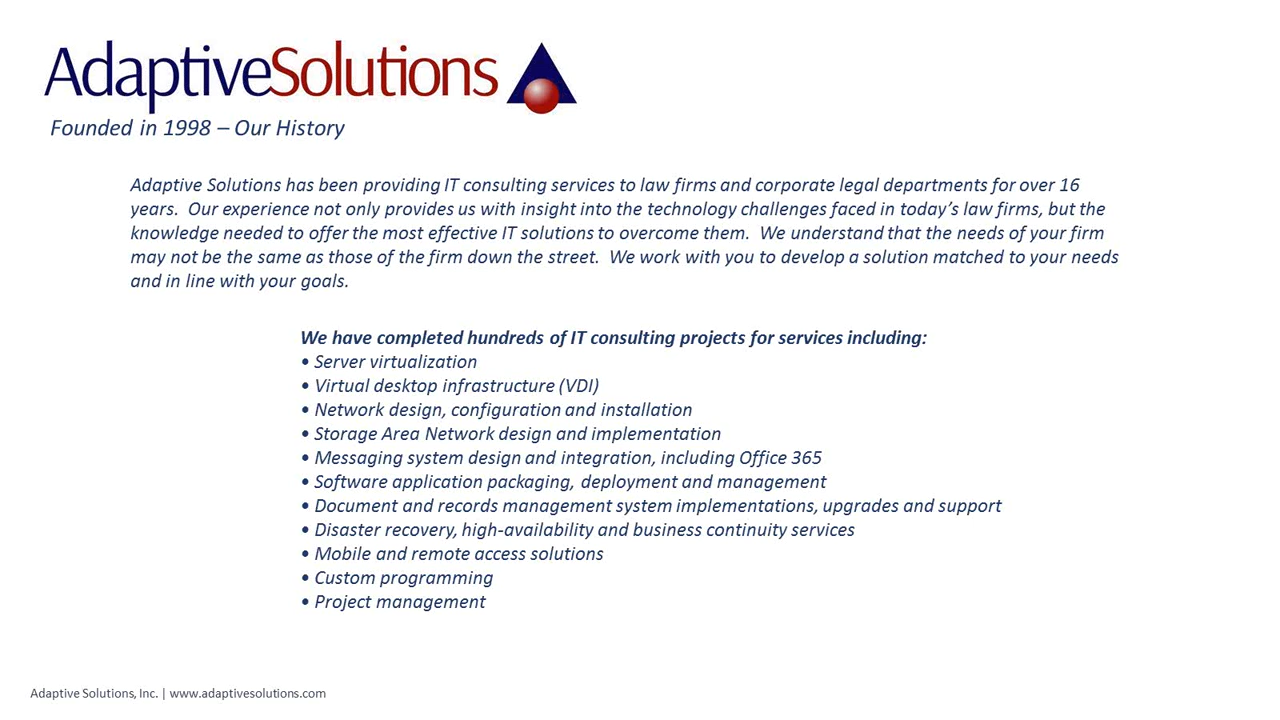 AdaptiveSolutions
Founded in 1998 – Our History
Adaptive Solutions has been providing IT consulting services to law firms and corporate legal departments for over 16
years.  Our experience not only provides us with insight into the technology challenges faced in today’s law firms, but the
knowledge needed to offer the most effective IT solutions to overcome them.  We understand that the needs of your firm
may not be the same as those of the firm down the street.  We work with you to develop a solution matched to your needs
and in line with your goals.
We have completed hundreds of IT consulting projects for services including:
• Server virtualization
• Virtual desktop infrastructure (VDI)
• Network design, configuration and installation
• Storage Area Network design and implementation
• Messaging system design and integration, including Office 365
• Software application packaging, deployment and management
• Document and records management system implementations, upgrades and support
• Disaster recovery, high-availability and business continuity services
• Mobile and remote access solutions
• Custom programming
• Project management
Adaptive Solutions, Inc. | www.adaptivesolutions.com